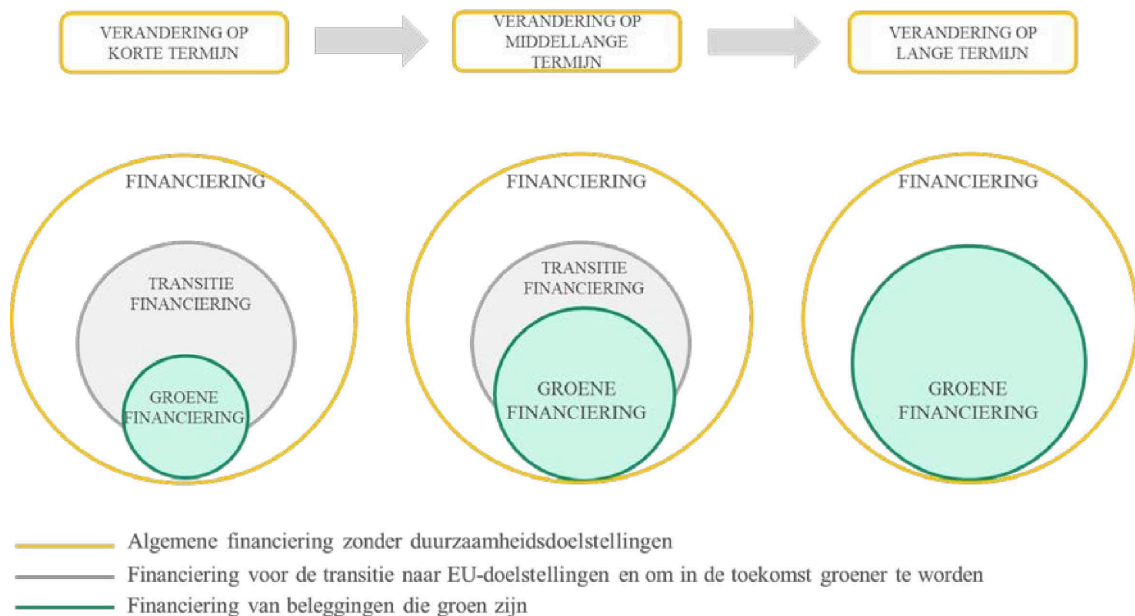 VERANDERING OP
KORTE TERMIJN
VERANDERING OP
MIDDELLANGE
TERMIJN
VERANDERING OP
LANGE TERMIJN
FINANCIERING
TRANSITIE
FINANCIERING
GROENE
FINANCIERING
FINANCIERING
TRANSITIE
FINANCIERING
GROENE
FINANCIERING
FINANCIERING
GROENE
FINANCIERING
Algemene financiering zonder duurzaamheidsdoelstellingen
Financiering voor de transitie naar EU-doelstellingen en om in de toekomst groener te worden
Financiering van beleggingen die groen zijn